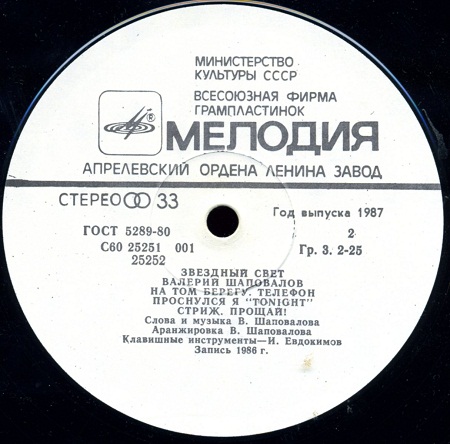 МИНИСТЕРСТВО
КУЛЬТУРЫ СССР
ВСЕСОЮЗНАЯ ФИРМА
ГРАМПЛАСТИНОК
®
МЕЛОДИЯ
АПРЕЛЕВСКИЙ ОРДЕНА ЛЕНИНА ЗАВОД
СТЕРЕО 33
Год выпуска 1987
ГОСТ 5289-80
2
С60 25251 001
Гр. 3. 2-25
25252
ЗВЕЗДНЫЙ СВЕТ
ВАЛЕРИЙ ШАПОВАЛОВ
НА ТОМ БЕРЕГУ. ТЕЛЕФОН
ПРОСНУЛСЯ Я "TONIGHT"
СТРИЖ. ПРОЩАЙ!
Слова и музыка В. Шаповалова
Аранжировка В. Шаповалова
Клавишные инструменты—И. Евдокимов
Запись 1986 г.